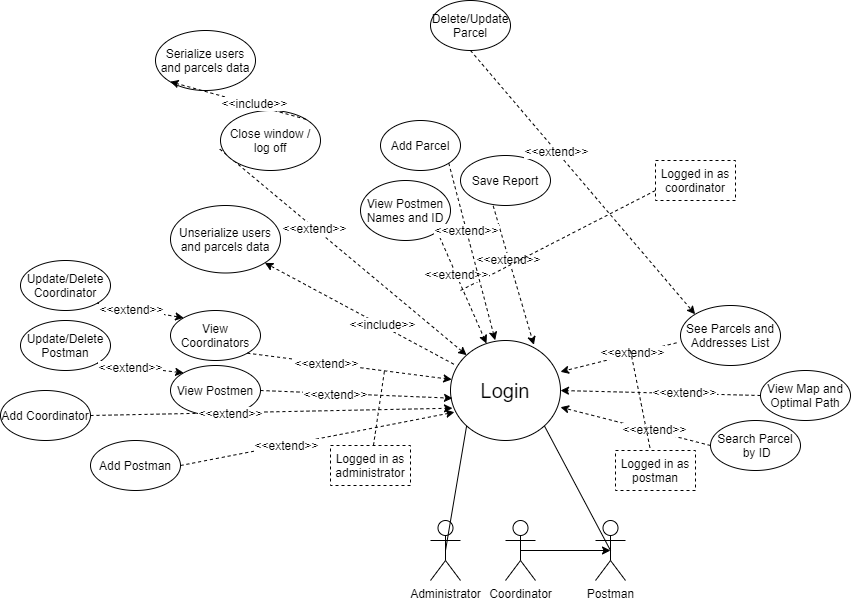 Delete/Update
Parcel
Serialize users
and parcels data
<<include>>
Close window /
log off
Add Parcel
<<extend>>
Save Report
Logged in as
coordinator
View Postmen
Names and ID
Unserialize users
and parcels data
<<extend>>
<<extend>>
<<extend>>
<<extend>>
Update/Delete
Coordinator
<<extend>>
Update/Delete
Postman
<<extend>>
View
Coordinators
<<include>>
See Parcels and
Addresses List
<<extend>>
<<extend>>
View Postmen
<<extend>>
Login
<<extend>>
View Map and
Optimal Path
Add Coordinator
<<extend>>
<<extend>>
Search Parcel
by ID
Add Postman
<<extend>>
Logged in as
administrator
Logged in as
postman
Administrator
Coordinator
Postman